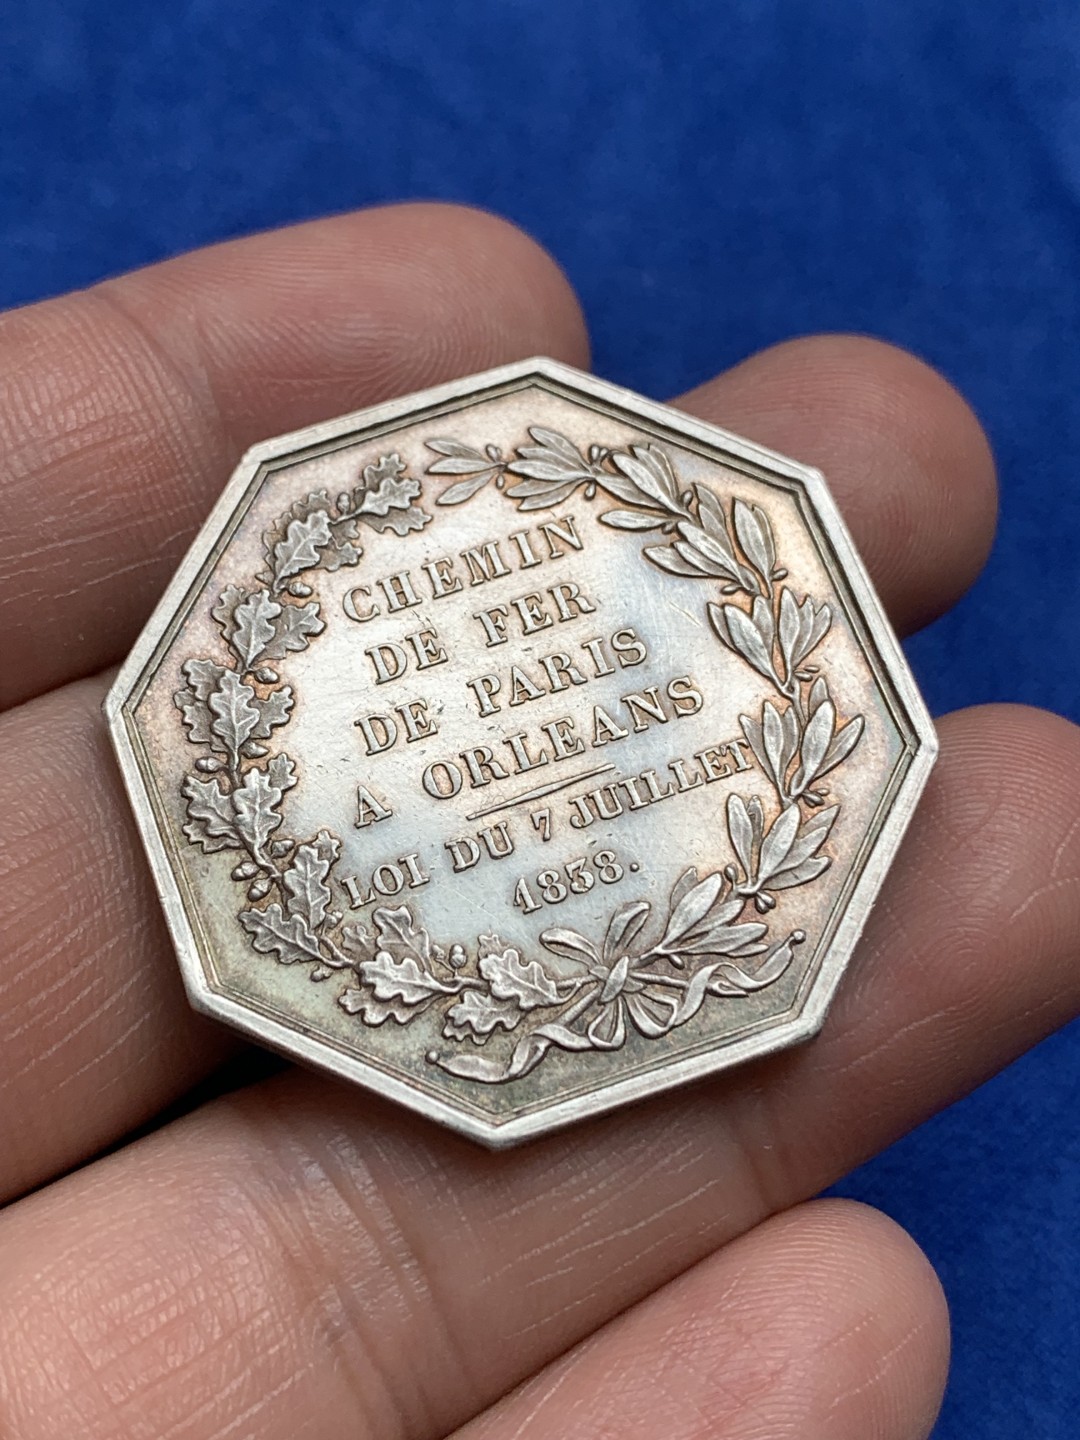 CHEMIN
DE FER
DE PARIS
A ORLEANS
LOI DU 7 JUILLET
1838.